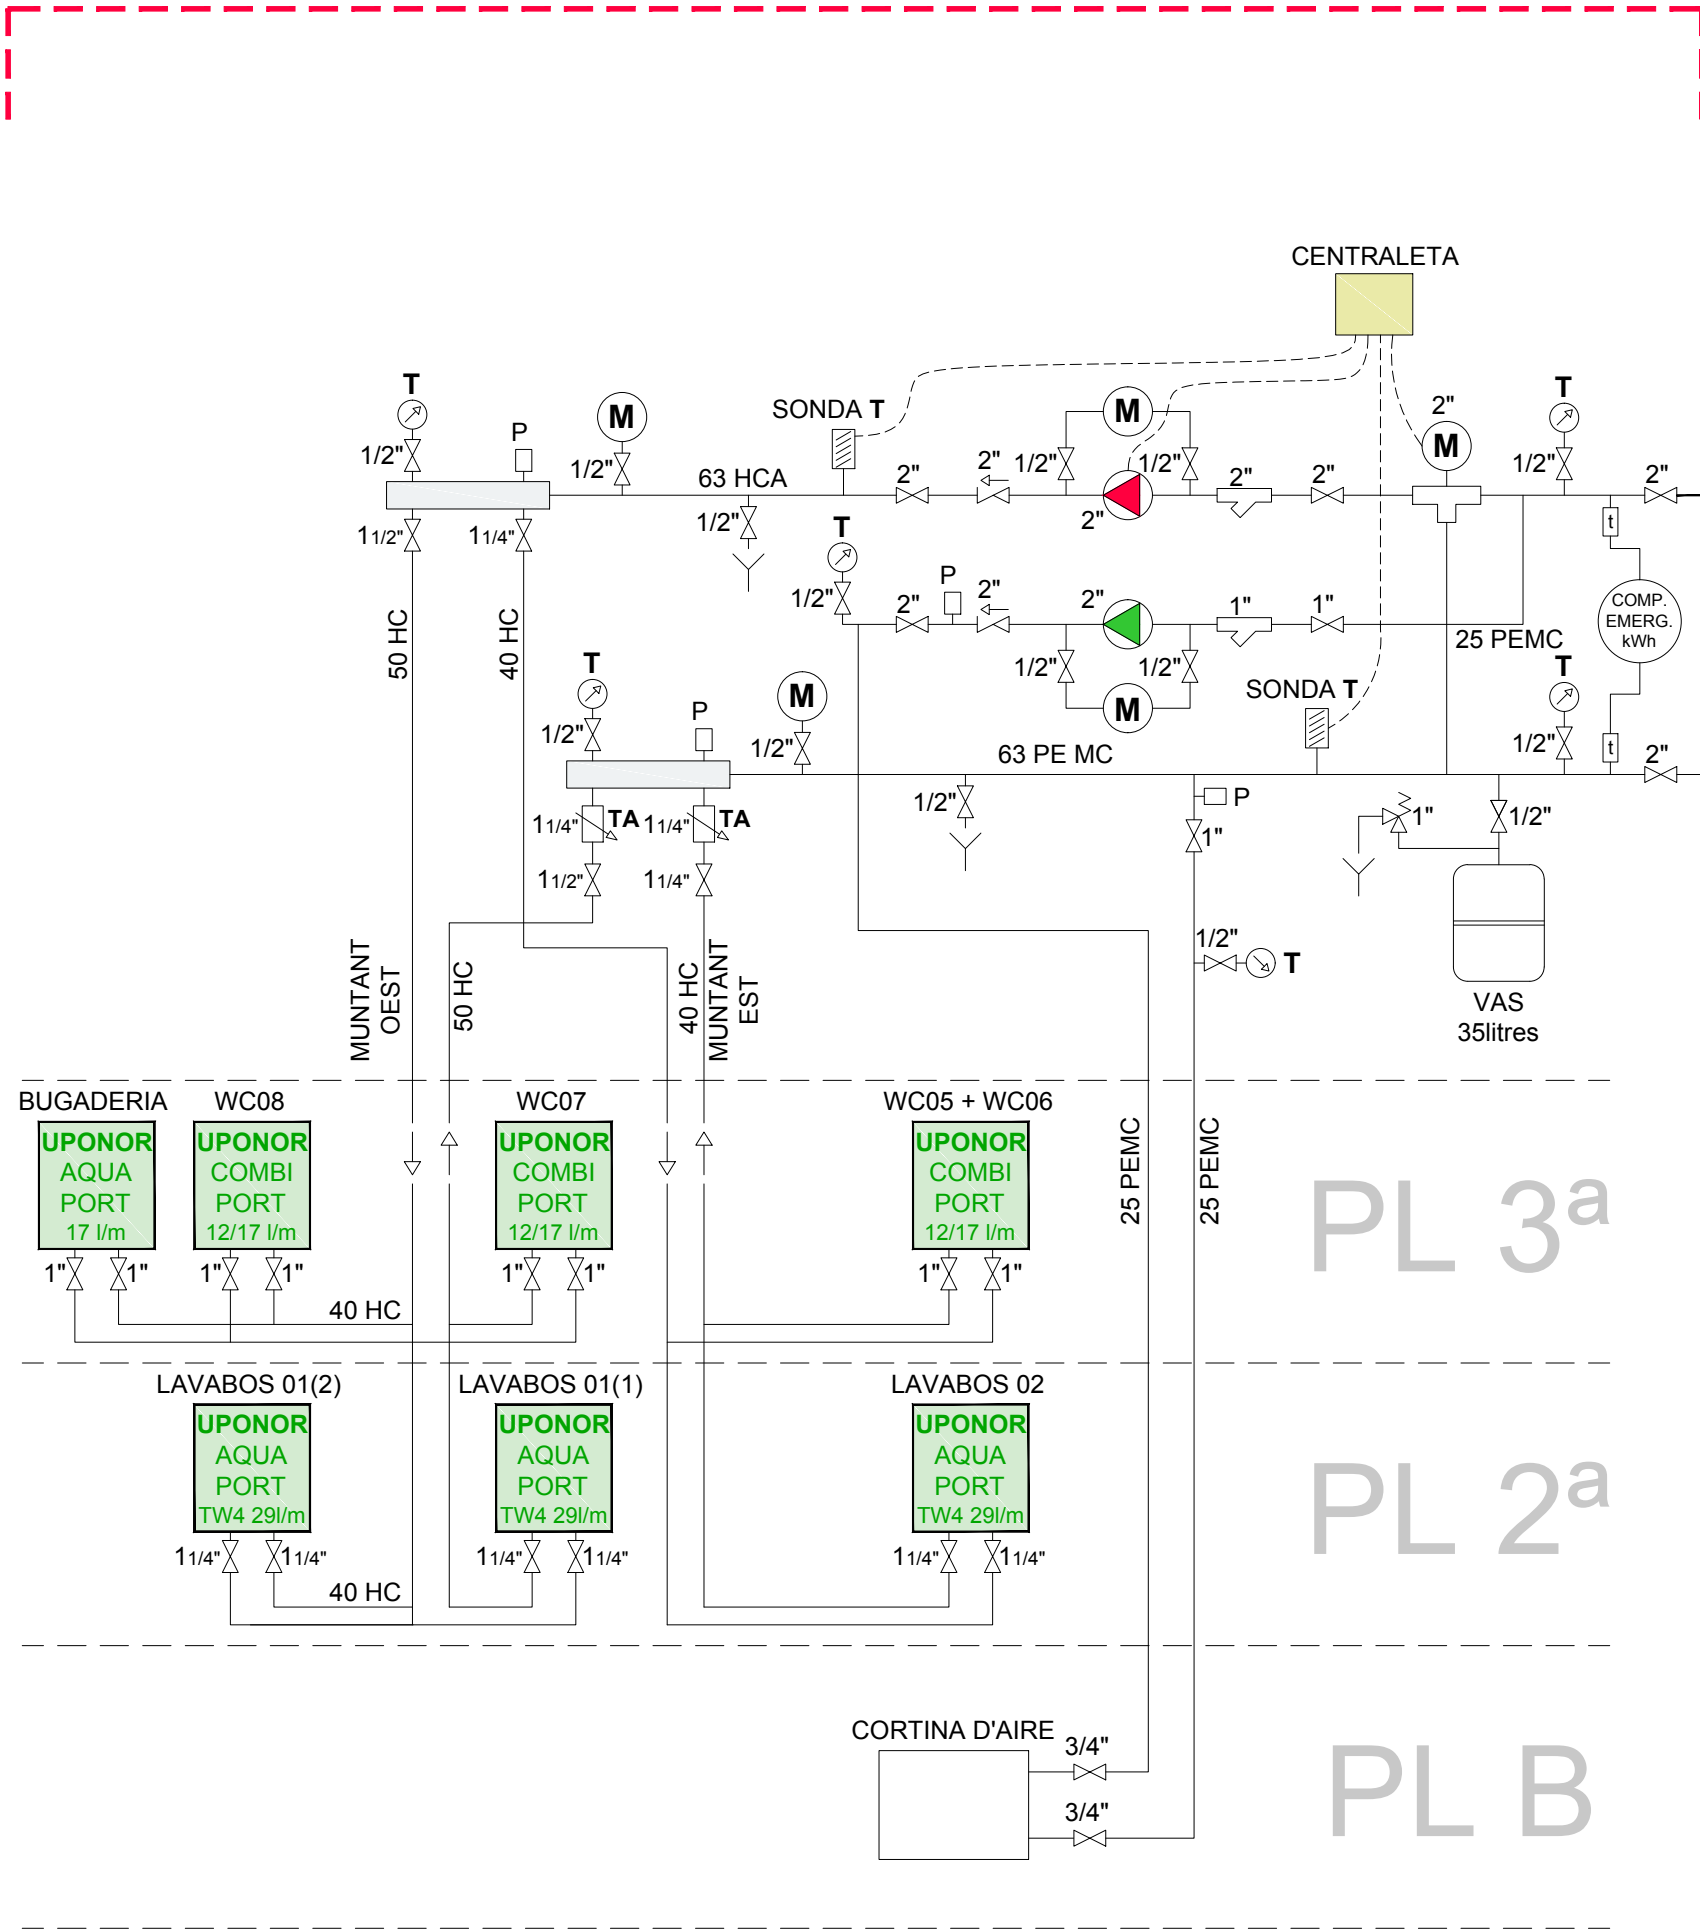 CENTRALETA
T
P
M
1/2"
1/2"
63 HCA
SONDA T
1/2"
2"
2"
1/2"
M
1/2"
2"
2"
2"
2"
M
T
1/2"
2"
1 1/2"
1 1/4"
T
1/2"
2"
P
2"
2"
1/2"
M
1/2"
1"
1"
25 PEMC
t
COMP.
EMERG.
kWh
t
50 HC
40 HC
T
1/2"
P
M
1/2"
63 PE MC
SONDA T
T
1/2"
2"
1 1/4"
TA
1 1/4"
TA
1 1/2"
1 1/4"
1/2"
P
1"
1"
1/2"
1/2"
T
VAS
35litres
MUNTANT
OEST
50 HC
40 HC
MUNTANT
EST
25 PEMC
25 PEMC
BUGADERIA
UPONOR
AQUA
PORT
17 l/m
1"
1"
WC08
UPONOR
COMBI
PORT
12/17 l/m
1"
1"
WC07
UPONOR
COMBI
PORT
12/17 l/m
1"
1"
WC05 + WC06
UPONOR
COMBI
PORT
12/17 l/m
1"
1"
40 HC
PL 3ª
LAVABOS 01(2)
UPONOR
AQUA
PORT
TW4 29l/m
1 1/4"
1 1/4"
LAVABOS 01(1)
UPONOR
AQUA
PORT
TW4 29l/m
1 1/4"
1 1/4"
LAVABOS 02
UPONOR
AQUA
PORT
TW4 29l/m
1 1/4"
1 1/4"
40 HC
PL 2ª
CORTINA D'AIRE
3/4"
3/4"
PL B